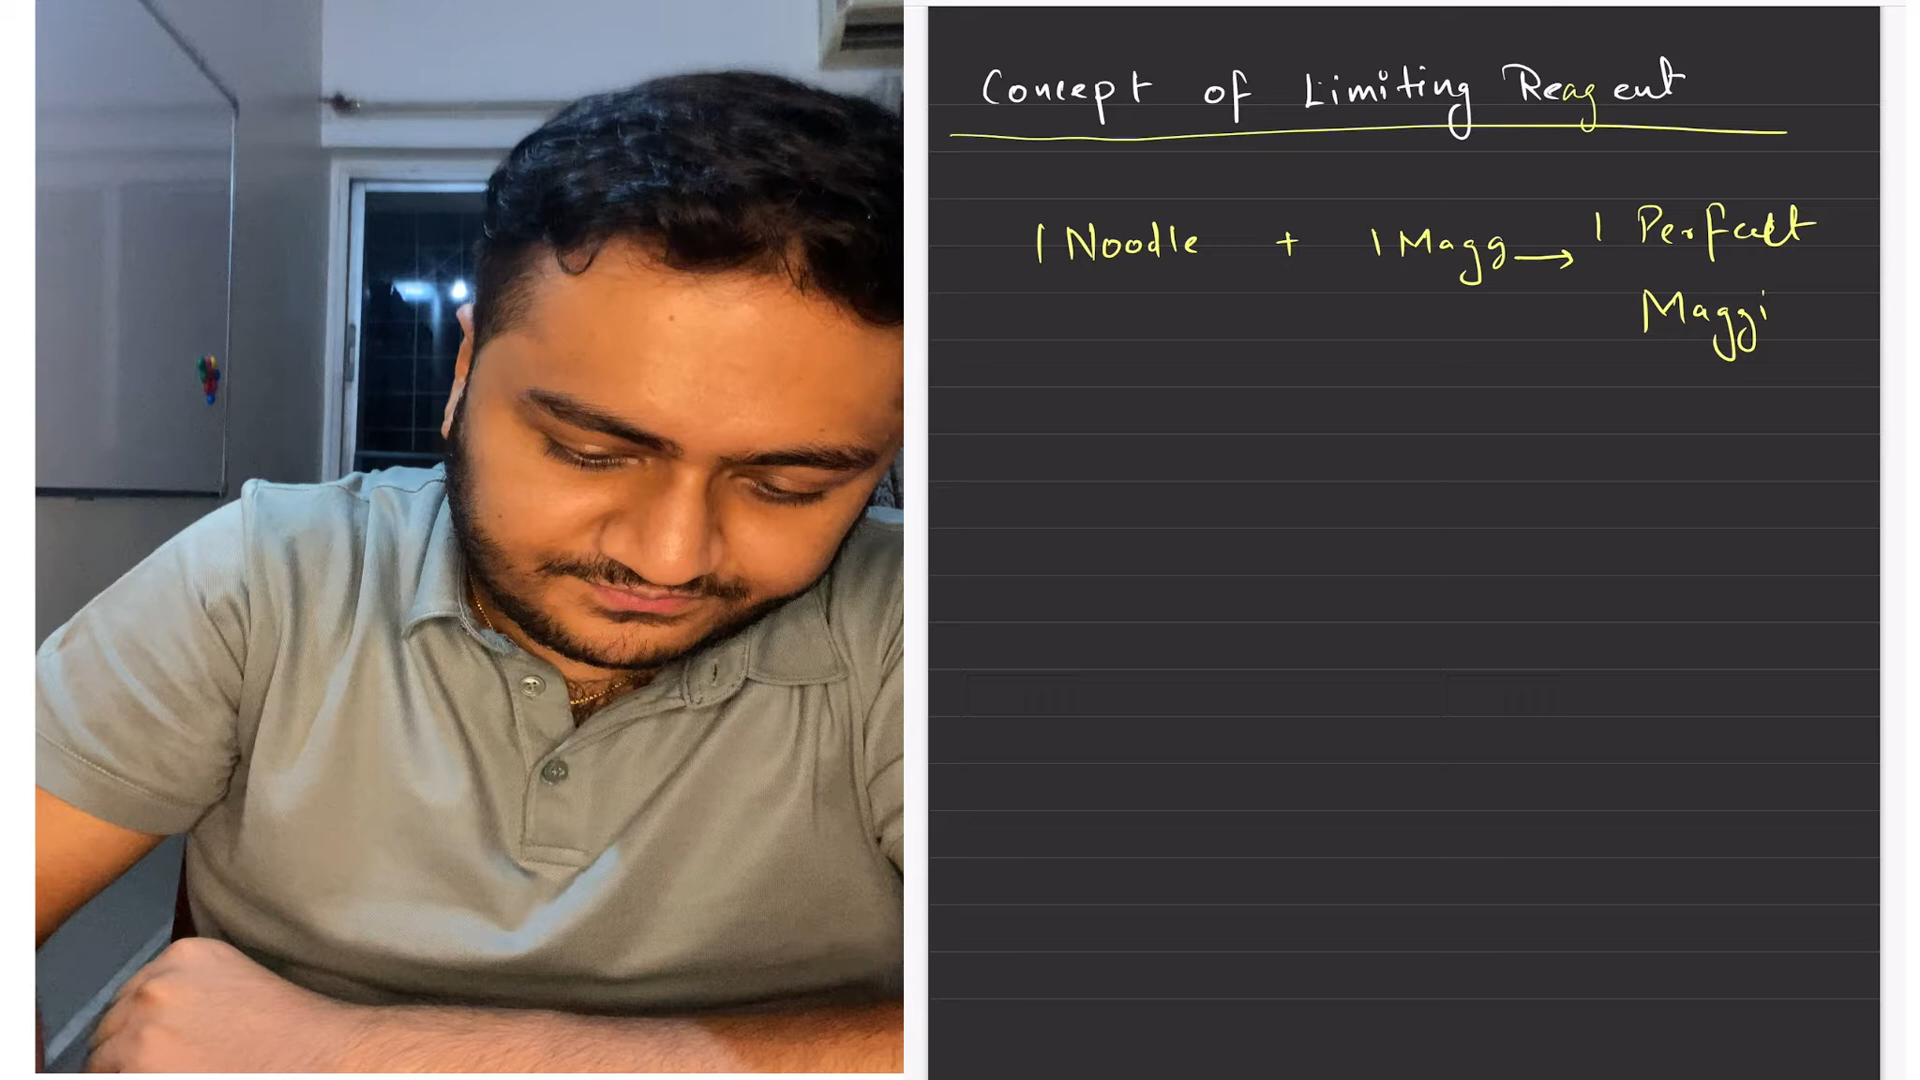 Concept of Limiting Reagent
1 Noodle + 1 Magg → 1 Perfect
Maggi